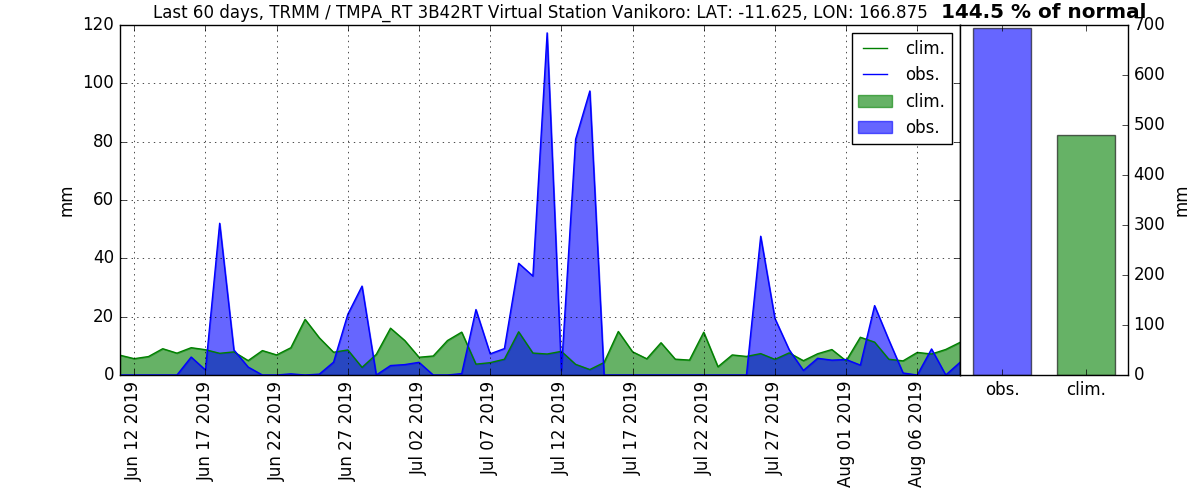 Last 60 days, TRMM / TMPA_RT 3B42RT Virtual Station Vanikoro: LAT: -11.625, LON: 166.875 144.5 % of normal
120
100
80
60
40
20
0
mm
clim.
obs.
clim.
obs.
Jun 12 2019
Jun 17 2019
Jun 22 2019
Jun 27 2019
Jul 02 2019
Jul 07 2019
Jul 12 2019
Jul 17 2019
Jul 22 2019
Jul 27 2019
Aug 01 2019
Aug 06 2019
700
600
500
400
300
200
100
0
mm
obs. clim.